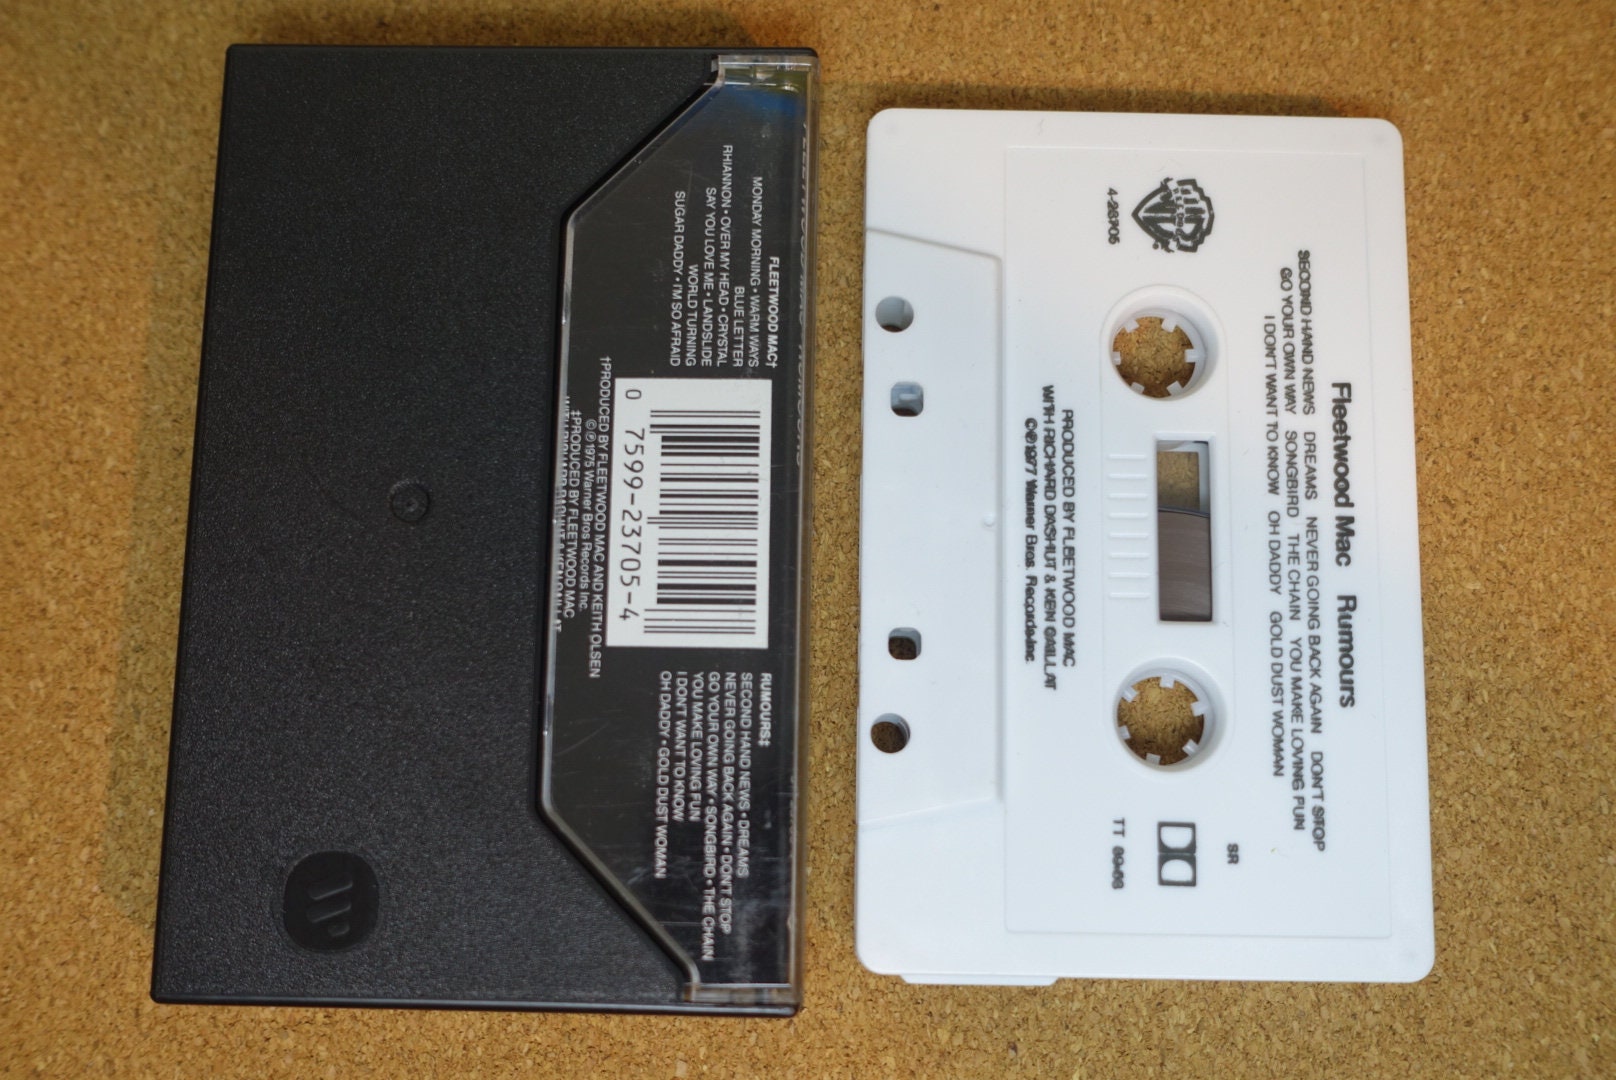 FLEETWOOD MAC†
MONDAY MORNING • WARM WAYS
BLUE LETTER
RHIANNON • OVER MY HEAD • CRYSTAL
SAY YOU LOVE ME • LANDSLIDE
WORLD TURNING
SUGAR DADDY • I'M SO AFRAID
0 7599-23705-4
†PRODUCED BY FLEETWOOD MAC AND KEITH OLSEN
©℗ 1975 Warner Bros Records Inc.
‡PRODUCED BY FLEETWOOD MAC
RUMOURS‡
SECOND HAND NEWS • DREAMS
NEVER GOING BACK AGAIN • DON'T STOP
GO YOUR OWN WAY • SONGBIRD • THE CHAIN
YOU MAKE LOVING FUN
I DON'T WANT TO KNOW
OH DADDY • GOLD DUST WOMAN
Fleetwood Mac Rumours
SECOND HAND NEWS DREAMS NEVER GOING BACK AGAIN DON'T STOP
GO YOUR OWN WAY SONGBIRD THE CHAIN YOU MAKE LOVING FUN
I DON'T WANT TO KNOW OH DADDY GOLD DUST WOMAN
4-23705
SR
TT
PRODUCED BY FLEETWOOD MAC
WITH RICHARD DASHUT & KEN CAILLAT
©℗ 1977 Warner Bros. Records Inc.